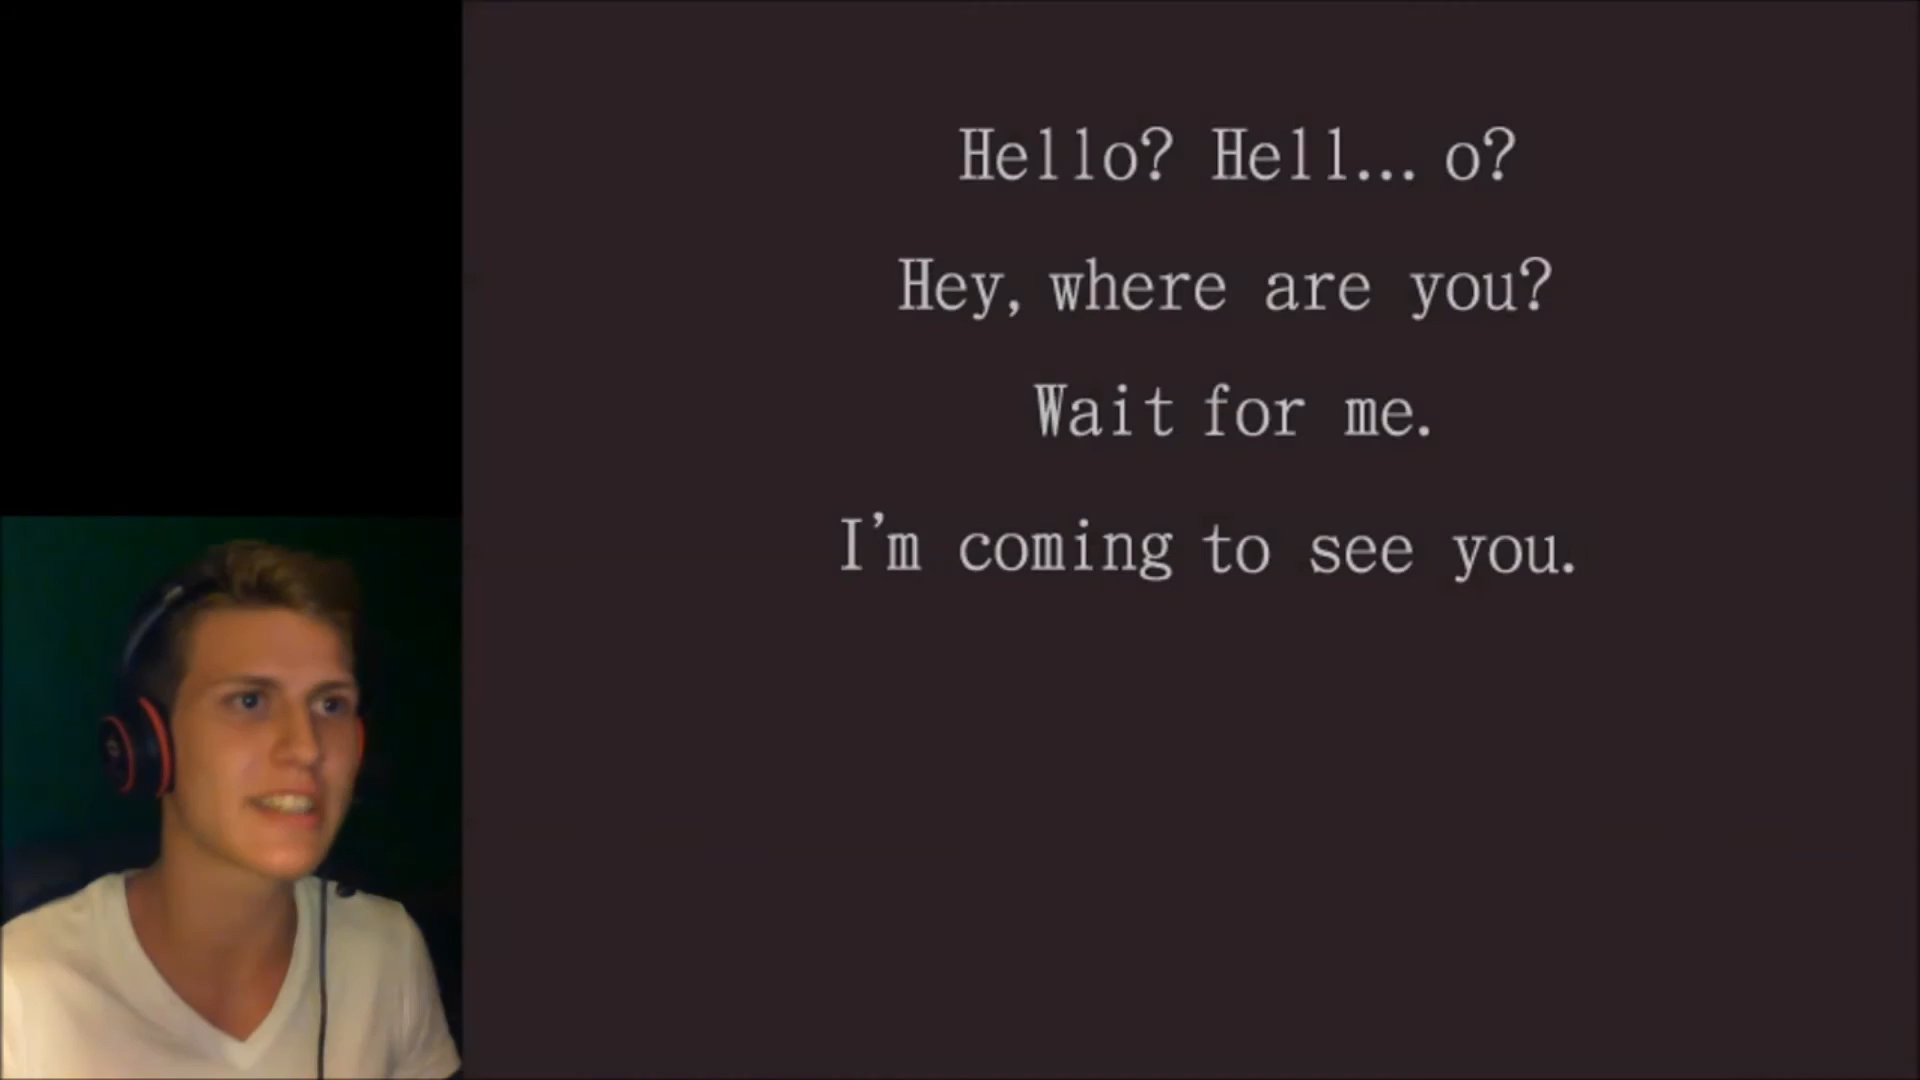 Hello? Hell... o?
Hey, where are you?
Wait for me.
I'm coming to see you.